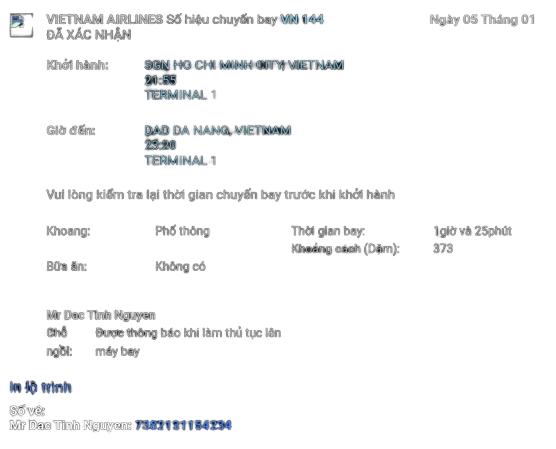 VIETNAM AIRLINES Số hiệu chuyến bay VN 144 Ngày 05 Tháng 01
ĐÃ XÁC NHẬN
Khởi hành: SGN HO CHI MINH CITY, VIETNAM
21:55
TERMINAL 1
Giờ đến: DAD DA NANG, VIETNAM
TERMINAL 1
Vui lòng kiểm tra lại thời gian chuyến bay trước khi khởi hành
Khoang: Phổ thông Thời gian bay: 1giờ và 25phút
Khoảng cách (Dặm): 373
Bữa ăn: Không có
Mr Dac Tinh Nguyen
Chỗ Được thông báo khi làm thủ tục lên
ngồi: máy bay
In lộ trình
Số vé:
Mr Dac Tinh Nguyen: